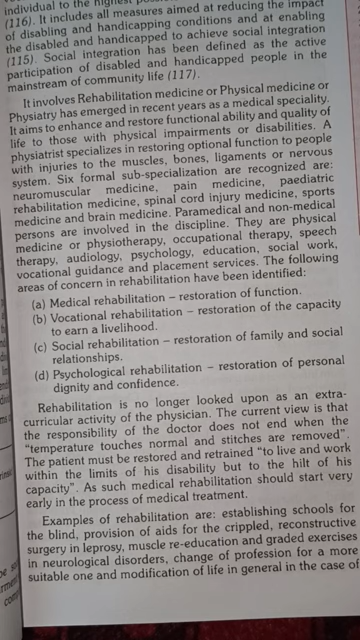 individual to the highest
(116). It includes all measures aimed at reducing the impact
of disabling and handicapping conditions and at enabling
the disabled and handicapped to achieve social integration
(115). Social integration has been defined as the active
participation of disabled and handicapped people in the
mainstream of community life (117).
It involves Rehabilitation medicine or Physical medicine or
Physiatry has emerged in recent years as a medical speciality.
It aims to enhance and restore functional ability and quality of
life to those with physical impairments or disabilities. A
physiatrist specializes in restoring optional function to people
with injuries to the muscles, bones, ligaments or nervous
system. Six formal sub-specialization are recognized are:
neuromuscular medicine, pain medicine, paediatric
rehabilitation medicine, spinal cord injury medicine, sports
medicine and brain medicine. Paramedical and non-medical
persons are involved in the discipline. They are physical
medicine or physiotherapy, occupational therapy, speech
therapy, audiology, psychology, education, social work,
vocational guidance and placement services. The following
areas of concern in rehabilitation have been identified:
(a) Medical rehabilitation – restoration of function.
(b) Vocational rehabilitation – restoration of the capacity
to earn a livelihood.
(c) Social rehabilitation – restoration of family and social
relationships.
(d) Psychological rehabilitation – restoration of personal
dignity and confidence.
Rehabilitation is no longer looked upon as an extra-
curricular activity of the physician. The current view is that
the responsibility of the doctor does not end when the
"temperature touches normal and stitches are removed".
The patient must be restored and retrained "to live and work
within the limits of his disability but to the hilt of his
capacity". As such medical rehabilitation should start very
early in the process of medical treatment.
Examples of rehabilitation are: establishing schools for
the blind, provision of aids for the crippled, reconstructive
surgery in leprosy, muscle re-education and graded exercises
in neurological disorders, change of profession for a more
suitable one and modification of life in general in the case of